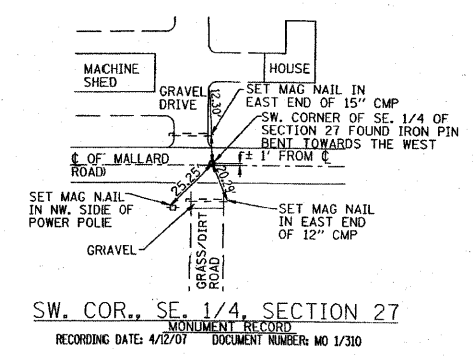 MACHINE
SHED
HOUSE
GRAVEL
DRIVE
12.30'
SET MAG NAIL IN
EAST END OF 15" CMP
SW. CORNER OF SE. 1/4 OF
SECTION 27 FOUND IRON PIN
BENT TOWARDS THE WEST
± 1' FROM ℄
℄ OF MALLARD
ROAD
25.25'
20.29'
SET MAG NAIL
IN NW. SIDE OF
POWER POLE
SET MAG NAIL
IN EAST END
OF 12" CMP
GRAVEL
GRASS/DIRT
ROAD
SW. COR., SE. 1/4, SECTION 27
MONUMENT RECORD
RECORDING DATE: 4/12/07 DOCUMENT NUMBER: MO 1/310